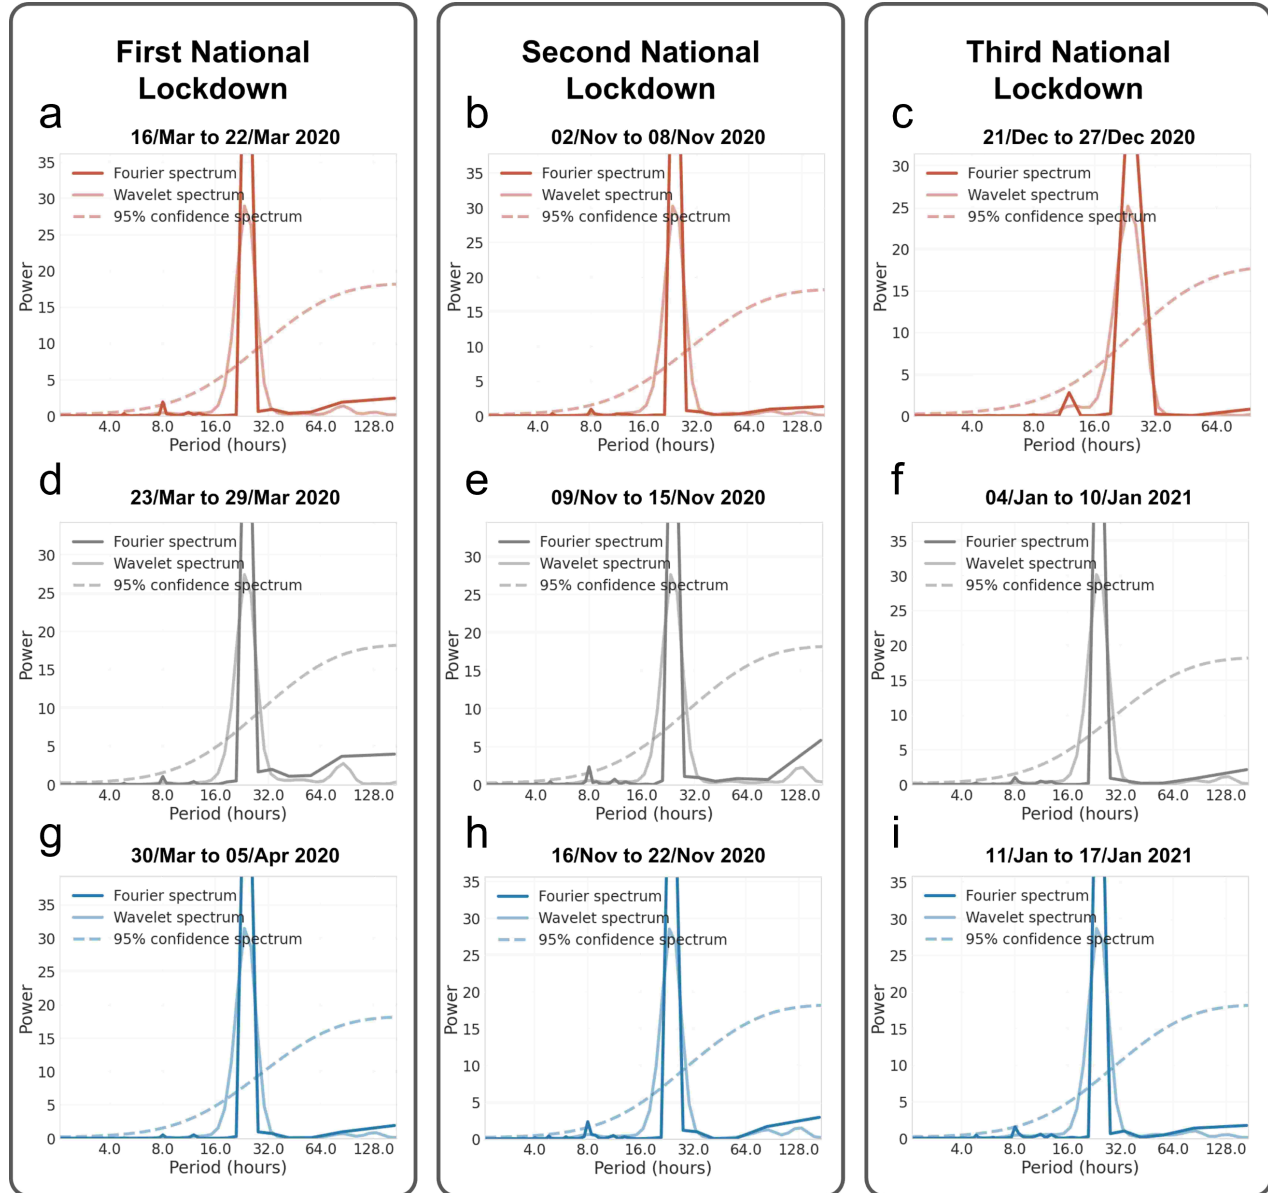 First National
Lockdown
Second National
Lockdown
Third National
Lockdown
a
16/Mar to 22/Mar 2020
Fourier spectrum
Wavelet spectrum
95% confidence spectrum
Power
35
30
25
20
15
10
5
0
4.0 8.0 16.0 32.0 64.0 128.0
Period (hours)
b
02/Nov to 08/Nov 2020
Fourier spectrum
Wavelet spectrum
95% confidence spectrum
Power
35
30
25
20
15
10
5
0
4.0 8.0 16.0 32.0 64.0 128.0
Period (hours)
c
21/Dec to 27/Dec 2020
Fourier spectrum
Wavelet spectrum
95% confidence spectrum
Power
30
25
20
15
10
5
0
4.0 8.0 16.0 32.0 64.0
Period (hours)
d
23/Mar to 29/Mar 2020
Fourier spectrum
Wavelet spectrum
95% confidence spectrum
Power
30
25
20
15
10
5
0
4.0 8.0 16.0 32.0 64.0 128.0
Period (hours)
e
09/Nov to 15/Nov 2020
Fourier spectrum
Wavelet spectrum
95% confidence spectrum
Power
30
25
20
15
10
5
0
4.0 8.0 16.0 32.0 64.0 128.0
Period (hours)
f
04/Jan to 10/Jan 2021
Fourier spectrum
Wavelet spectrum
95% confidence spectrum
Power
35
30
25
20
15
10
5
0
4.0 8.0 16.0 32.0 64.0 128.0
Period (hours)
g
30/Mar to 05/Apr 2020
Fourier spectrum
Wavelet spectrum
95% confidence spectrum
Power
35
30
25
20
15
10
5
0
4.0 8.0 16.0 32.0 64.0 128.0
Period (hours)
h
16/Nov to 22/Nov 2020
Fourier spectrum
Wavelet spectrum
95% confidence spectrum
Power
35
30
25
20
15
10
5
0
4.0 8.0 16.0 32.0 64.0 128.0
Period (hours)
i
11/Jan to 17/Jan 2021
Fourier spectrum
Wavelet spectrum
95% confidence spectrum
Power
35
30
25
20
15
10
5
0
4.0 8.0 16.0 32.0 64.0 128.0
Period (hours)